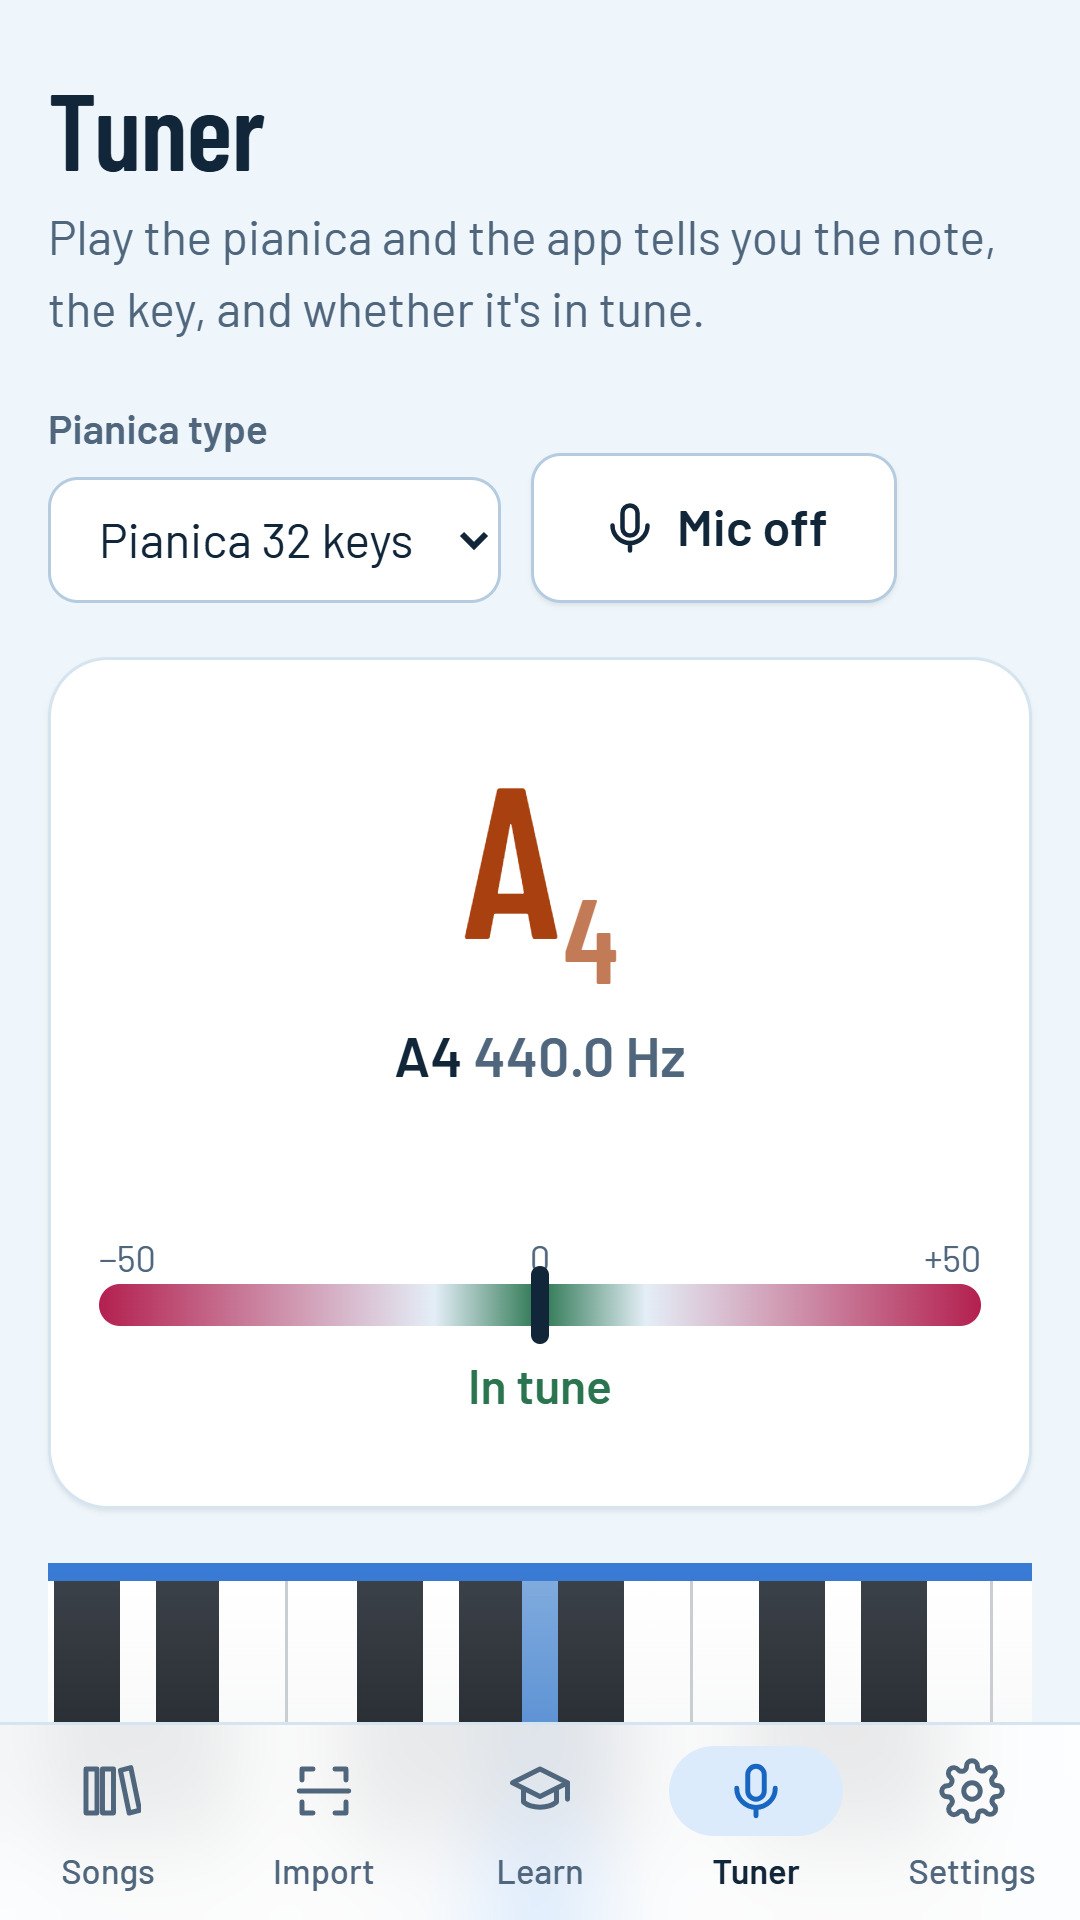 Tuner
Play the pianica and the app tells you the note,
the key, and whether it's in tune.
Pianica type
Pianica 32 keys
Mic off
A4
A4 440.0 Hz
−50 0 +50
In tune
Songs Import Learn Tuner Settings